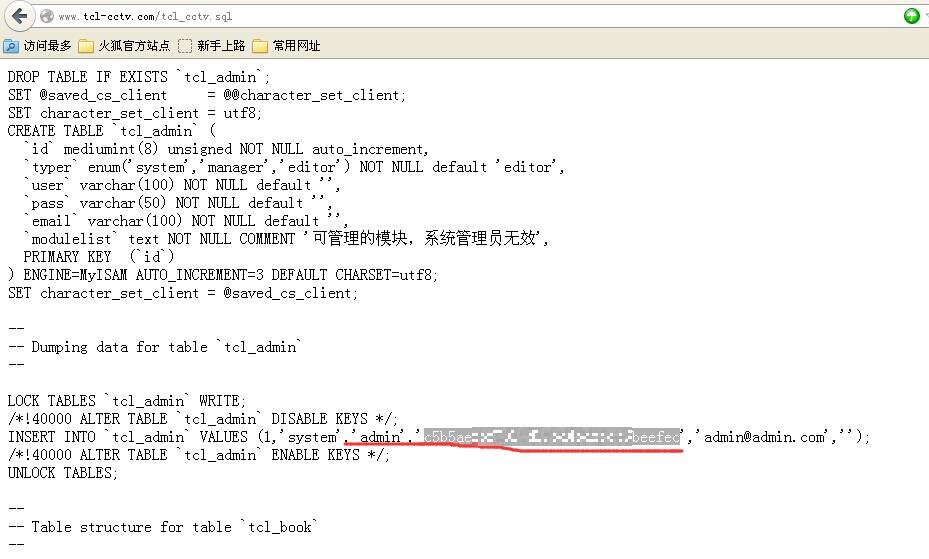 www.tcl-cctv.com/tcl_cctv.sql
访问最多 火狐官方站点 新手上路 常用网址
DROP TABLE IF EXISTS `tcl_admin`;
SET @saved_cs_client     = @@character_set_client;
SET character_set_client = utf8;
CREATE TABLE `tcl_admin` (
  `id` mediumint(8) unsigned NOT NULL auto_increment,
  `typer` enum('system','manager','editor') NOT NULL default 'editor',
  `user` varchar(100) NOT NULL default '',
  `pass` varchar(50) NOT NULL default '',
  `email` varchar(100) NOT NULL default '',
  `modulelist` text NOT NULL COMMENT '可管理的模块，系统管理员无效',
  PRIMARY KEY  (`id`)
) ENGINE=MyISAM AUTO_INCREMENT=3 DEFAULT CHARSET=utf8;
SET character_set_client = @saved_cs_client;
--
-- Dumping data for table `tcl_admin`
--
LOCK TABLES `tcl_admin` WRITE;
/*!40000 ALTER TABLE `tcl_admin` DISABLE KEYS */;
INSERT INTO `tcl_admin` VALUES (1,'system','admin','c5b5ae beefec','admin@admin.com','');
/*!40000 ALTER TABLE `tcl_admin` ENABLE KEYS */;
UNLOCK TABLES;
--
-- Table structure for table `tcl_book`
--